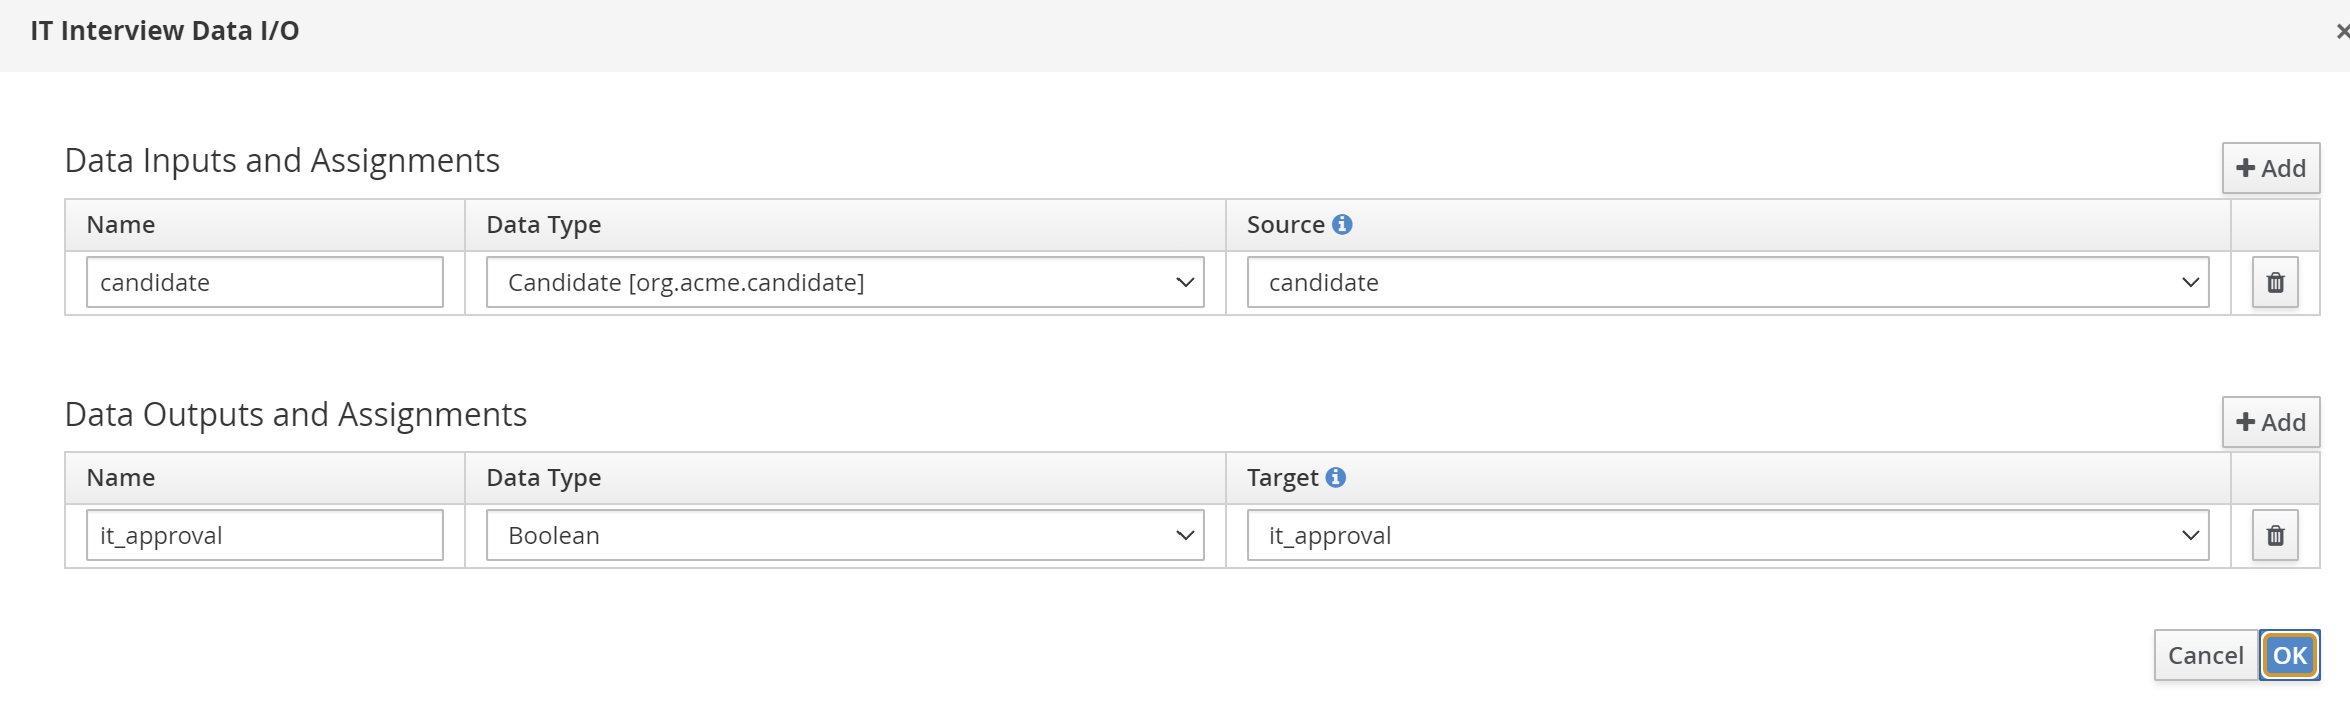 IT Interview Data I/O
Data Inputs and Assignments
Add
Name Data Type Source
candidate Candidate [org.acme.candidate] candidate
Data Outputs and Assignments
Add
Name Data Type Target
it_approval Boolean it_approval
Cancel OK